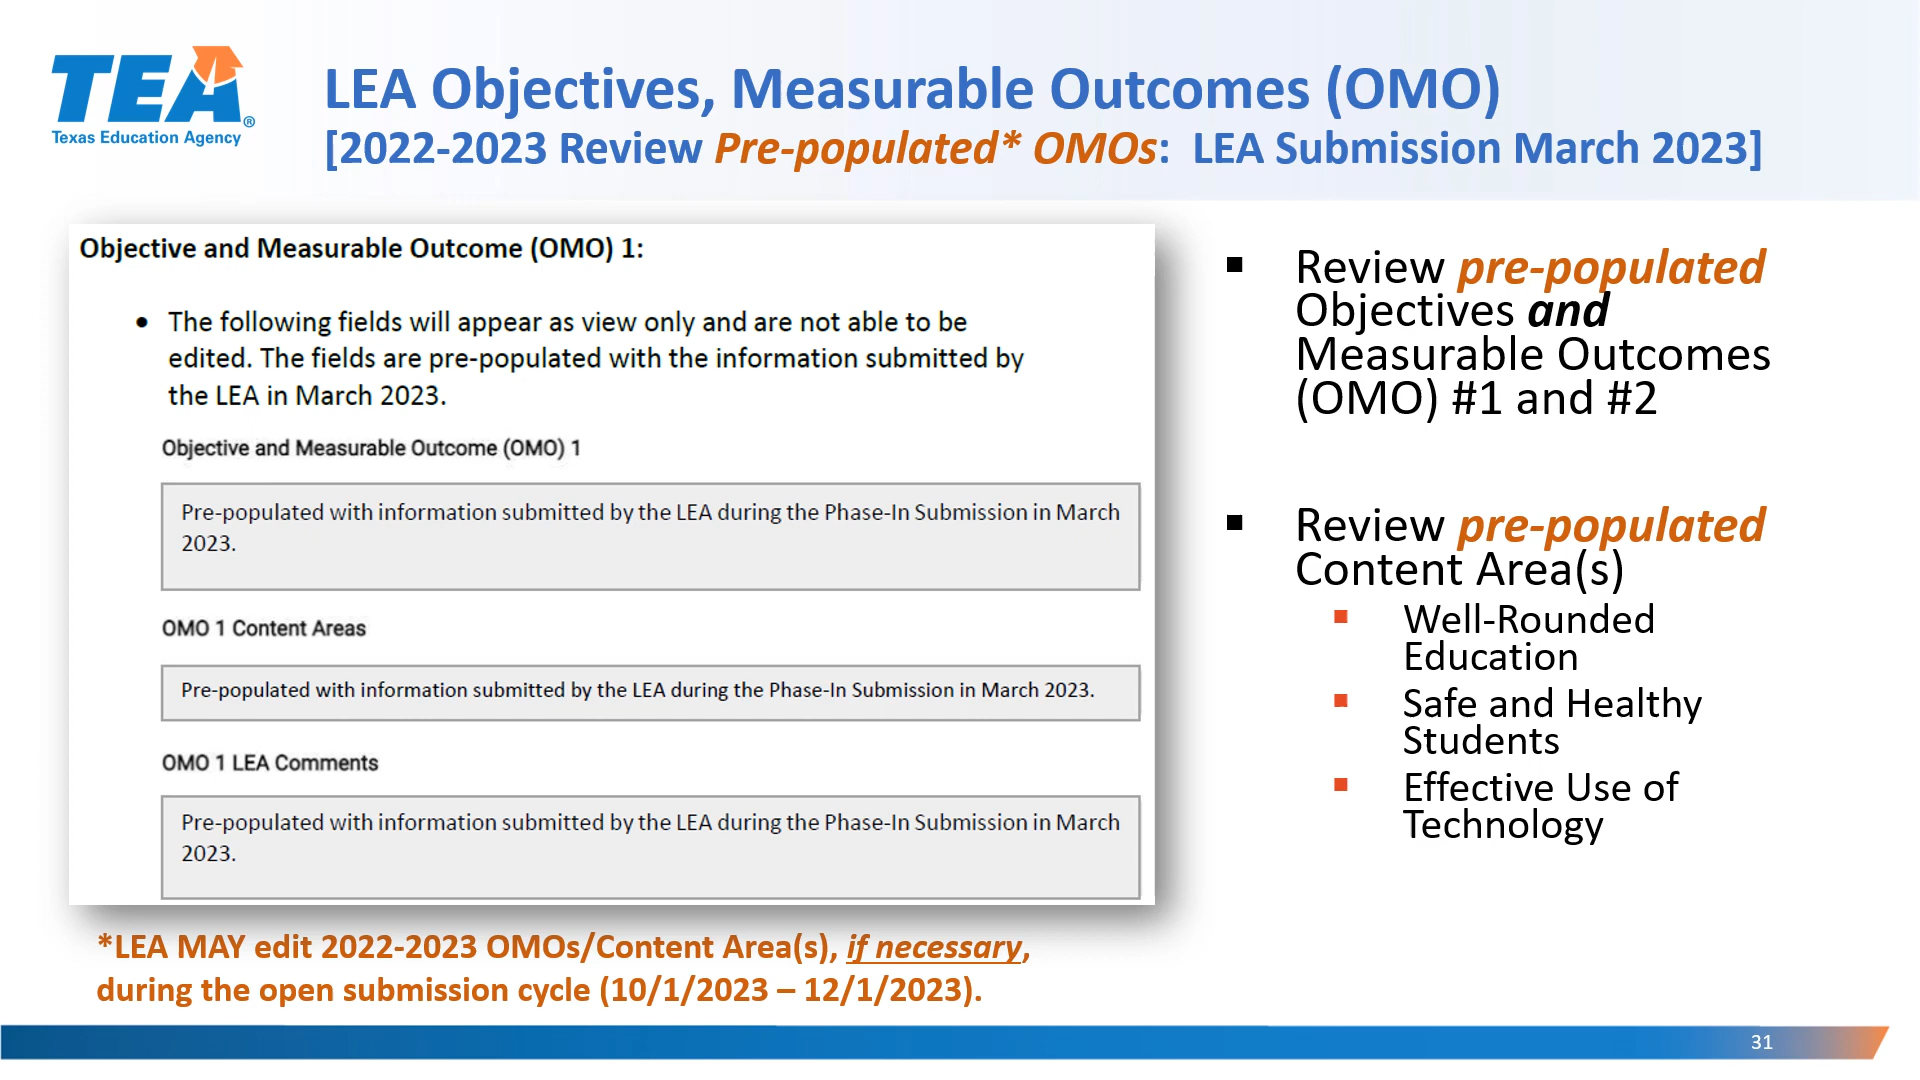 TEA®
Texas Education Agency
LEA Objectives, Measurable Outcomes (OMO)
[2022-2023 Review Pre-populated* OMOs:  LEA Submission March 2023]
Objective and Measurable Outcome (OMO) 1:
• The following fields will appear as view only and are not able to be
edited. The fields are pre-populated with the information submitted by
the LEA in March 2023.
Objective and Measurable Outcome (OMO) 1
Pre-populated with information submitted by the LEA during the Phase-In Submission in March
2023.
OMO 1 Content Areas
Pre-populated with information submitted by the LEA during the Phase-In Submission in March 2023.
OMO 1 LEA Comments
Pre-populated with information submitted by the LEA during the Phase-In Submission in March
2023.
*LEA MAY edit 2022-2023 OMOs/Content Area(s), if necessary,
during the open submission cycle (10/1/2023 – 12/1/2023).
▪ Review pre-populated
Objectives and
Measurable Outcomes
(OMO) #1 and #2
▪ Review pre-populated
Content Area(s)
▪ Well-Rounded
Education
▪ Safe and Healthy
Students
▪ Effective Use of
Technology
31